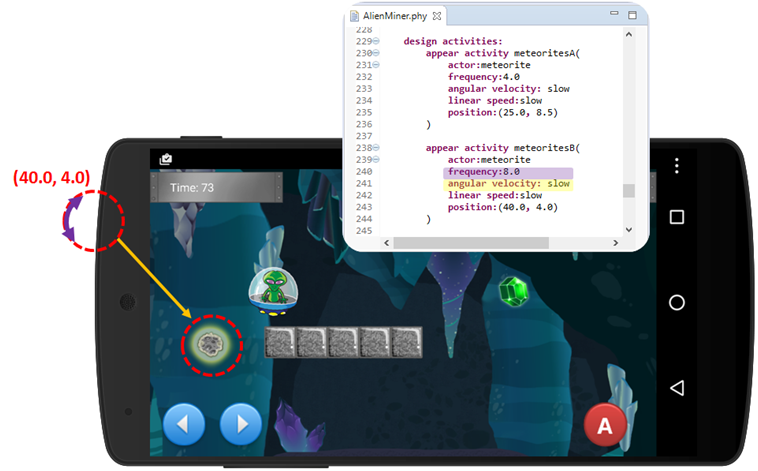 AlienMiner.phy
228
229 design activities:
230 appear activity meteoritesA(
231 actor:meteorite
232 frequency:4.0
233 angular velocity: slow
234 linear speed:slow
235 position:(25.0, 8.5)
236 )
237
238 appear activity meteoritesB(
239 actor:meteorite
240 frequency:8.0
241 angular velocity: slow
242 linear speed:slow
243 position:(40.0, 4.0)
244 )
245
(40.0, 4.0)
Time: 73
A